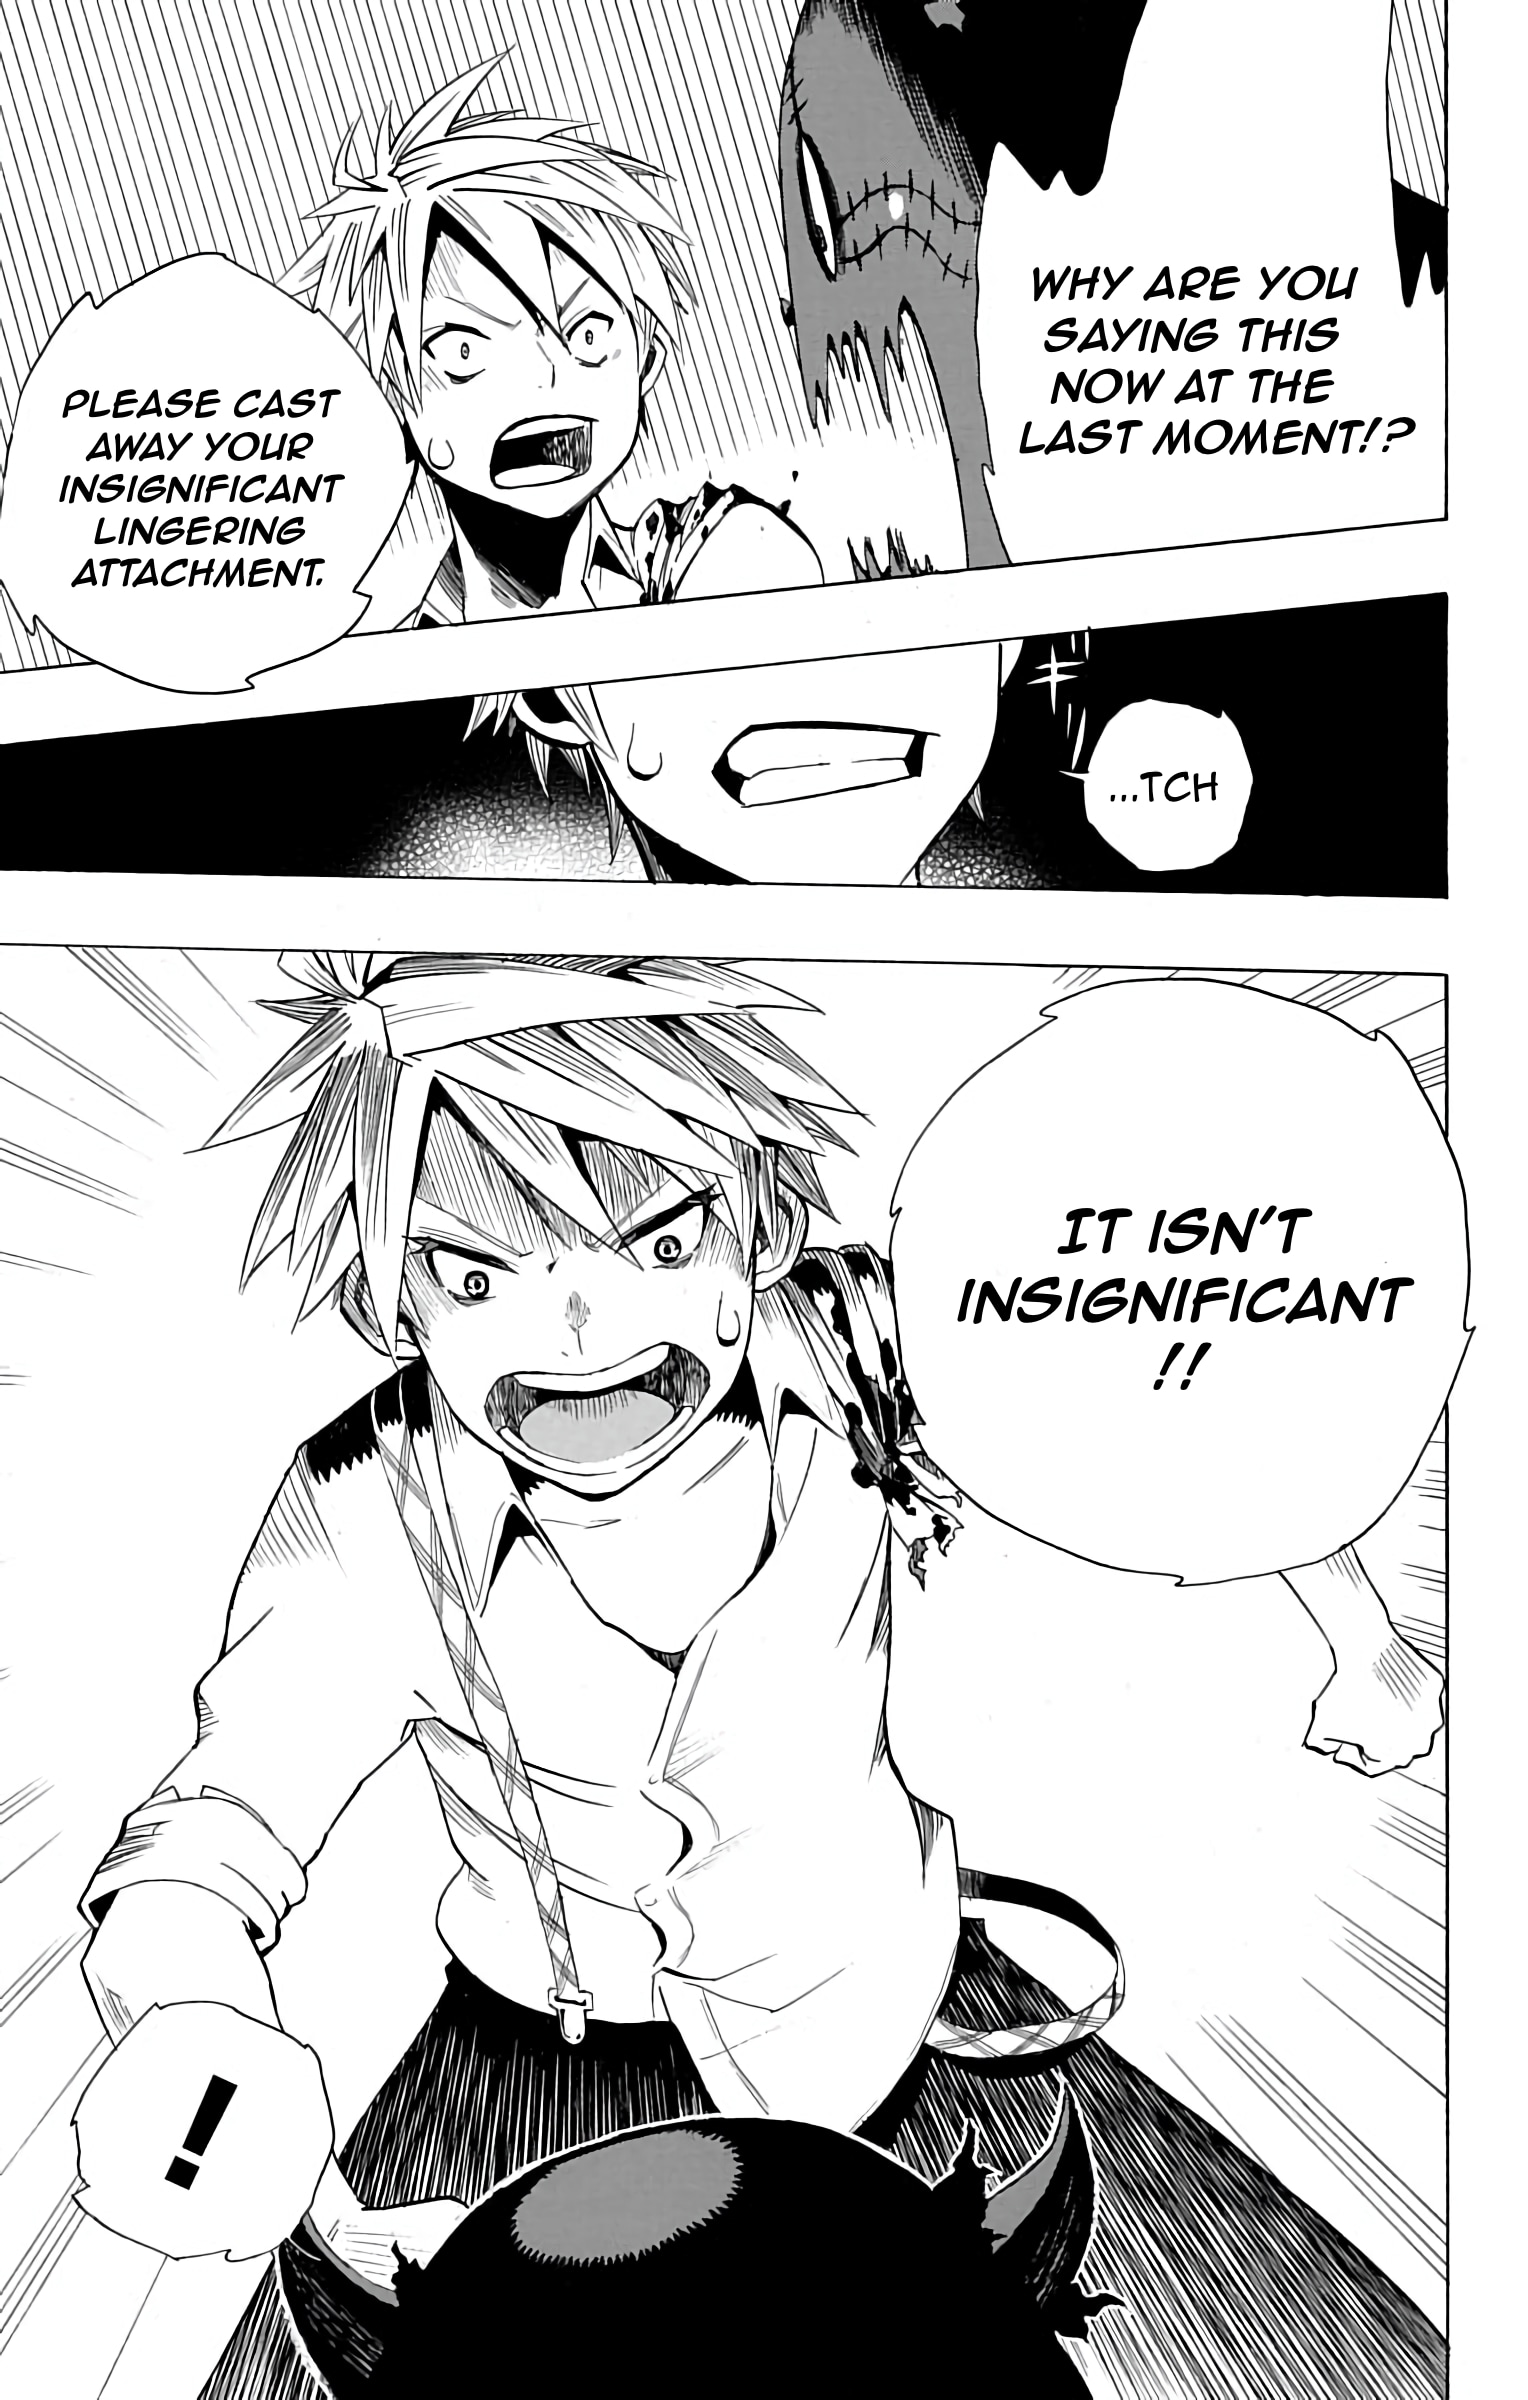 WHY ARE YOU
SAYING THIS
NOW AT THE
LAST MOMENT!?
PLEASE CAST
AWAY YOUR
INSIGNIFICANT
LINGERING
ATTACHMENT.
...TCH
IT ISN'T
INSIGNIFICANT
!!
!